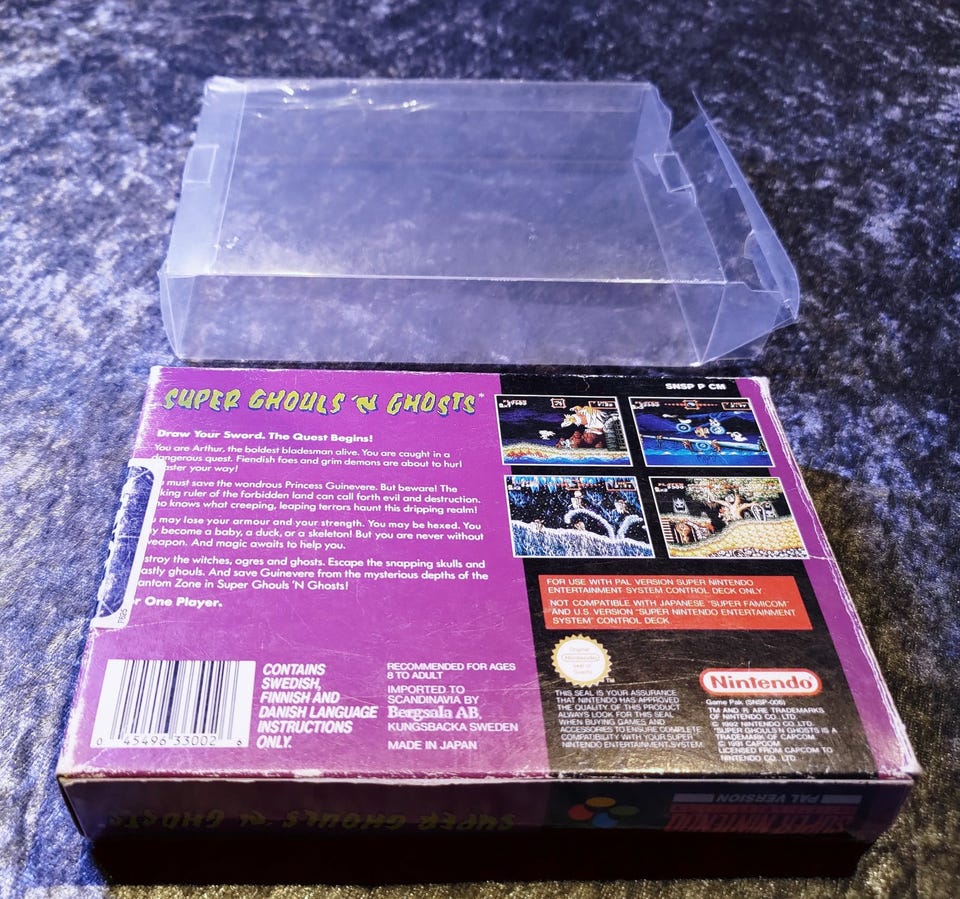 SUPER GHOULS 'N GHOSTS
SNSP P CM
Draw Your Sword. The Quest Begins!
You are Arthur, the boldest bladesman alive. You are caught in a
dangerous quest. Fiendish foes and grim demons are about to hurl
aster your way!
must save the wondrous Princess Guinevere. But beware! The
king ruler of the forbidden land can call forth evil and destruction.
o knows what creeping, leaping terrors haunt this dripping realm!
may lose your armour and your strength. You may be hexed. You
y become a baby, a duck, or a skeleton! But you are never without
eapon. And magic awaits to help you.
stroy the witches, ogres and ghosts. Escape the snapping skulls and
astly ghouls. And save Guinevere from the mysterious depths of the
antom Zone in Super Ghouls 'N Ghosts!
r One Player.
FOR USE WITH PAL VERSION SUPER NINTENDO
ENTERTAINMENT SYSTEM CONTROL DECK ONLY.
NOT COMPATIBLE WITH JAPANESE "SUPER FAMICOM"
AND U.S. VERSION "SUPER NINTENDO ENTERTAINMENT
SYSTEM" CONTROL DECK.
0 45496 33002 6
CONTAINS
SWEDISH,
FINNISH AND
DANISH LANGUAGE
INSTRUCTIONS
ONLY.
RECOMMENDED FOR AGES
8 TO ADULT
IMPORTED TO
SCANDINAVIA BY
Bergsala AB.
KUNGSBACKA SWEDEN
MADE IN JAPAN
Original
Nintendo
TM
THIS SEAL IS YOUR ASSURANCE
THAT NINTENDO HAS APPROVED
THE QUALITY OF THIS PRODUCT.
ALWAYS LOOK FOR THIS SEAL
WHEN BUYING GAMES AND
ACCESSORIES TO ENSURE COMPLETE
COMPATIBILITY WITH YOUR SUPER
NINTENDO ENTERTAINMENT SYSTEM.
Nintendo
Game Pak (SNSP-006)
TM AND ® ARE TRADEMARKS
OF NINTENDO CO., LTD.
© 1992 NINTENDO CO., LTD.
"SUPER GHOULS'N GHOSTS IS A
TRADEMARK OF CAPCOM.
© 1991 CAPCOM
LICENSED FROM CAPCOM TO
NINTENDO CO., LTD.
SUPER GHOULS 'N GHOSTS
PAL VERSION
SUPER NINTENDO